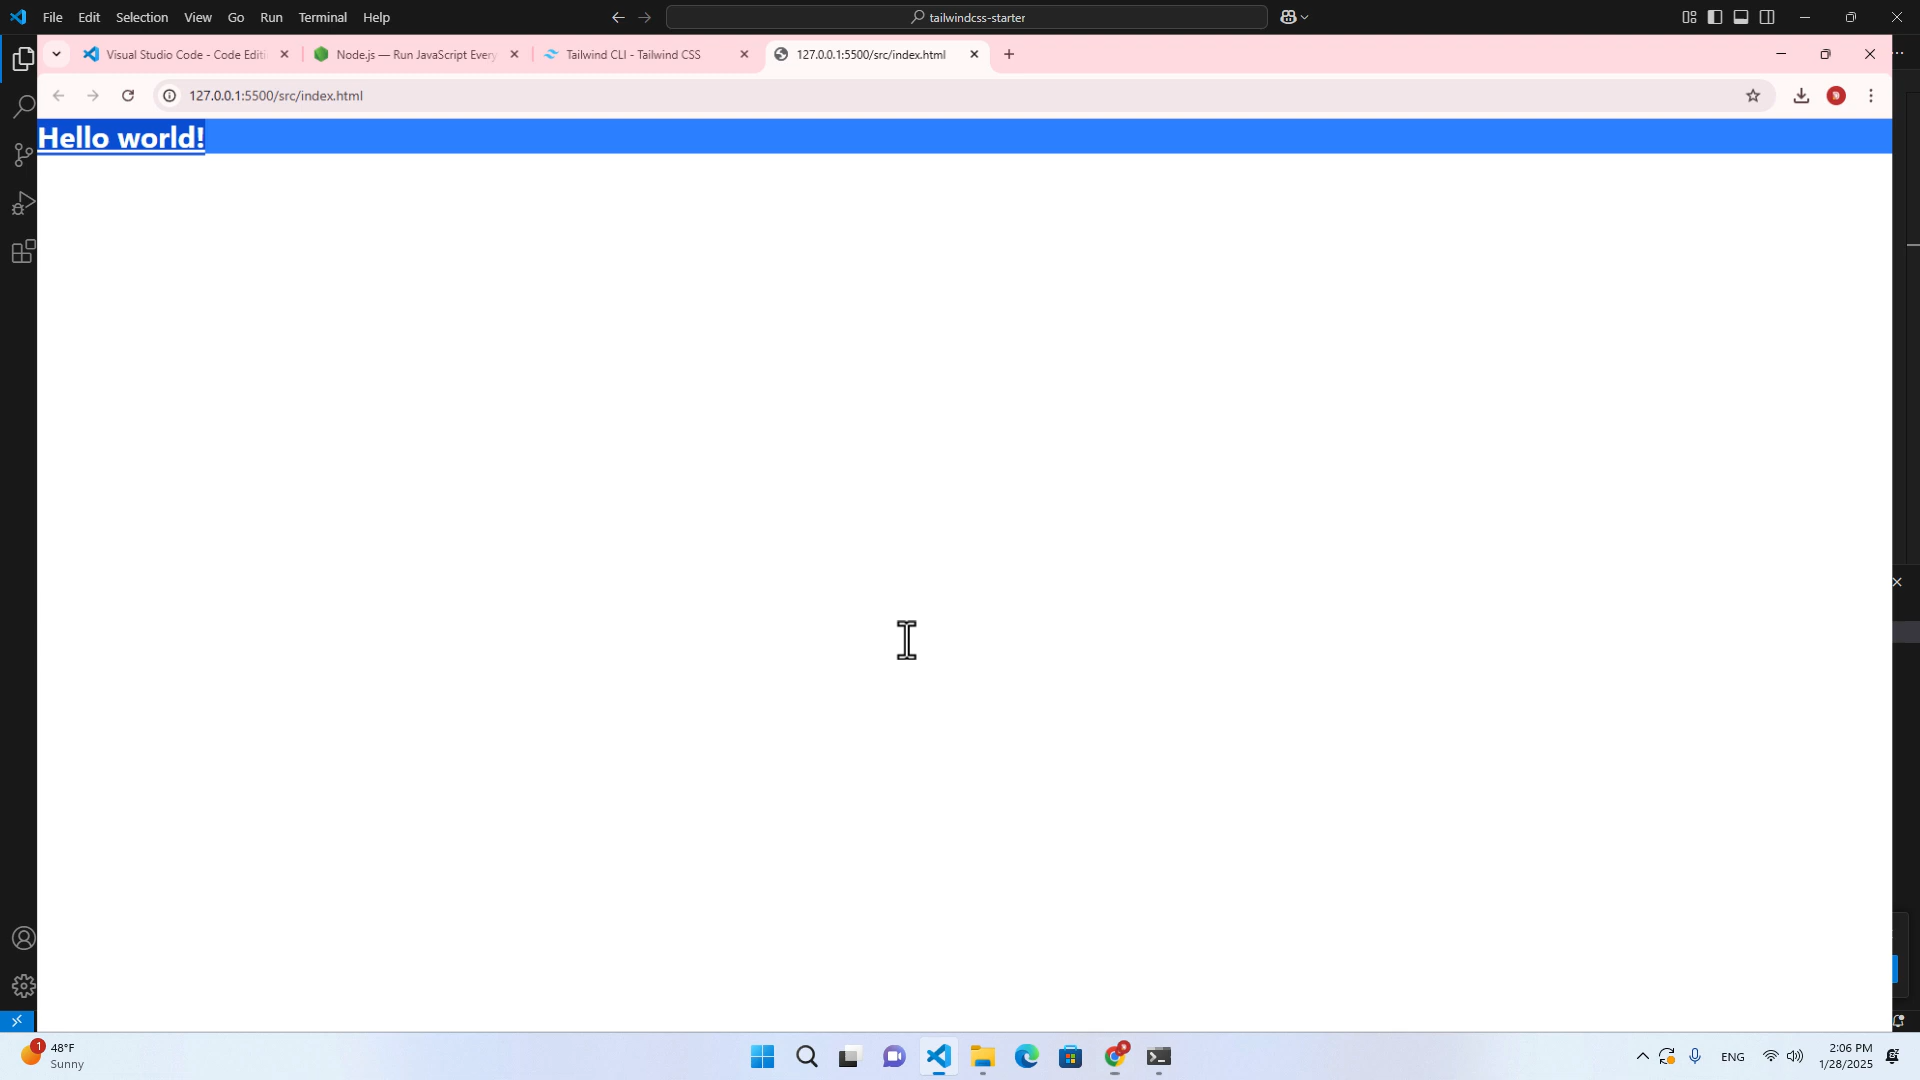 File Edit Selection View Go Run Terminal Help
tailwindcss-starter
Visual Studio Code - Code Editi
Node.js — Run JavaScript Every
Tailwind CLI - Tailwind CSS
127.0.0.1:5500/src/index.html
127.0.0.1:5500/src/index.html
Hello world!
1
48°F
Sunny
ENG
2:06 PM
1/28/2025